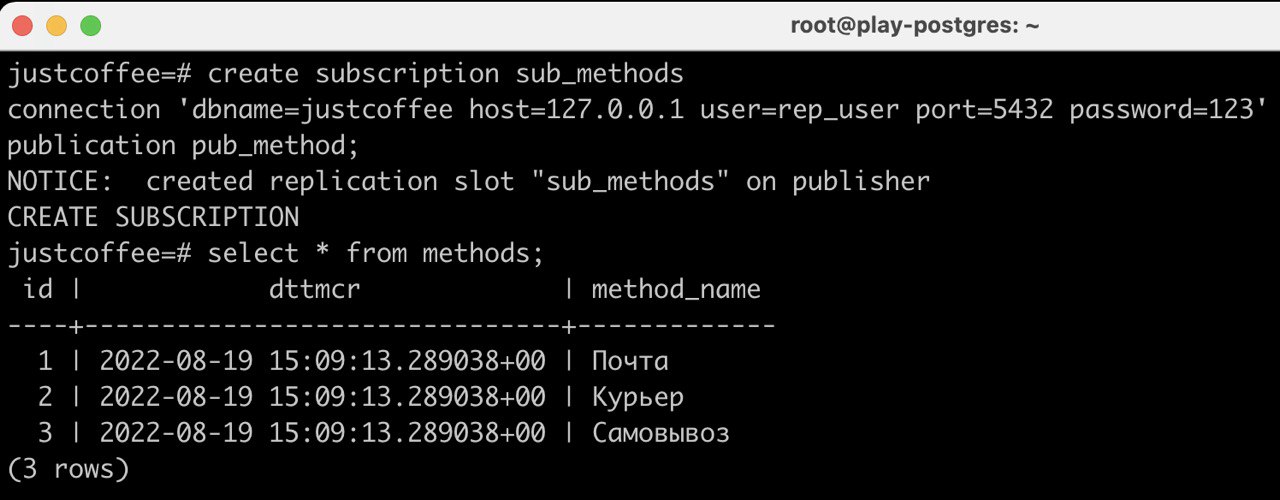 root@play-postgres: ~
justcoffee=# create subscription sub_methods
connection 'dbname=justcoffee host=127.0.0.1 user=rep_user port=5432 password=123'
publication pub_method;
NOTICE:  created replication slot "sub_methods" on publisher
CREATE SUBSCRIPTION
justcoffee=# select * from methods;
 id |            dttmcr             | method_name
----+-------------------------------+-------------
  1 | 2022-08-19 15:09:13.289038+00 | Почта
  2 | 2022-08-19 15:09:13.289038+00 | Курьер
  3 | 2022-08-19 15:09:13.289038+00 | Самовывоз
(3 rows)